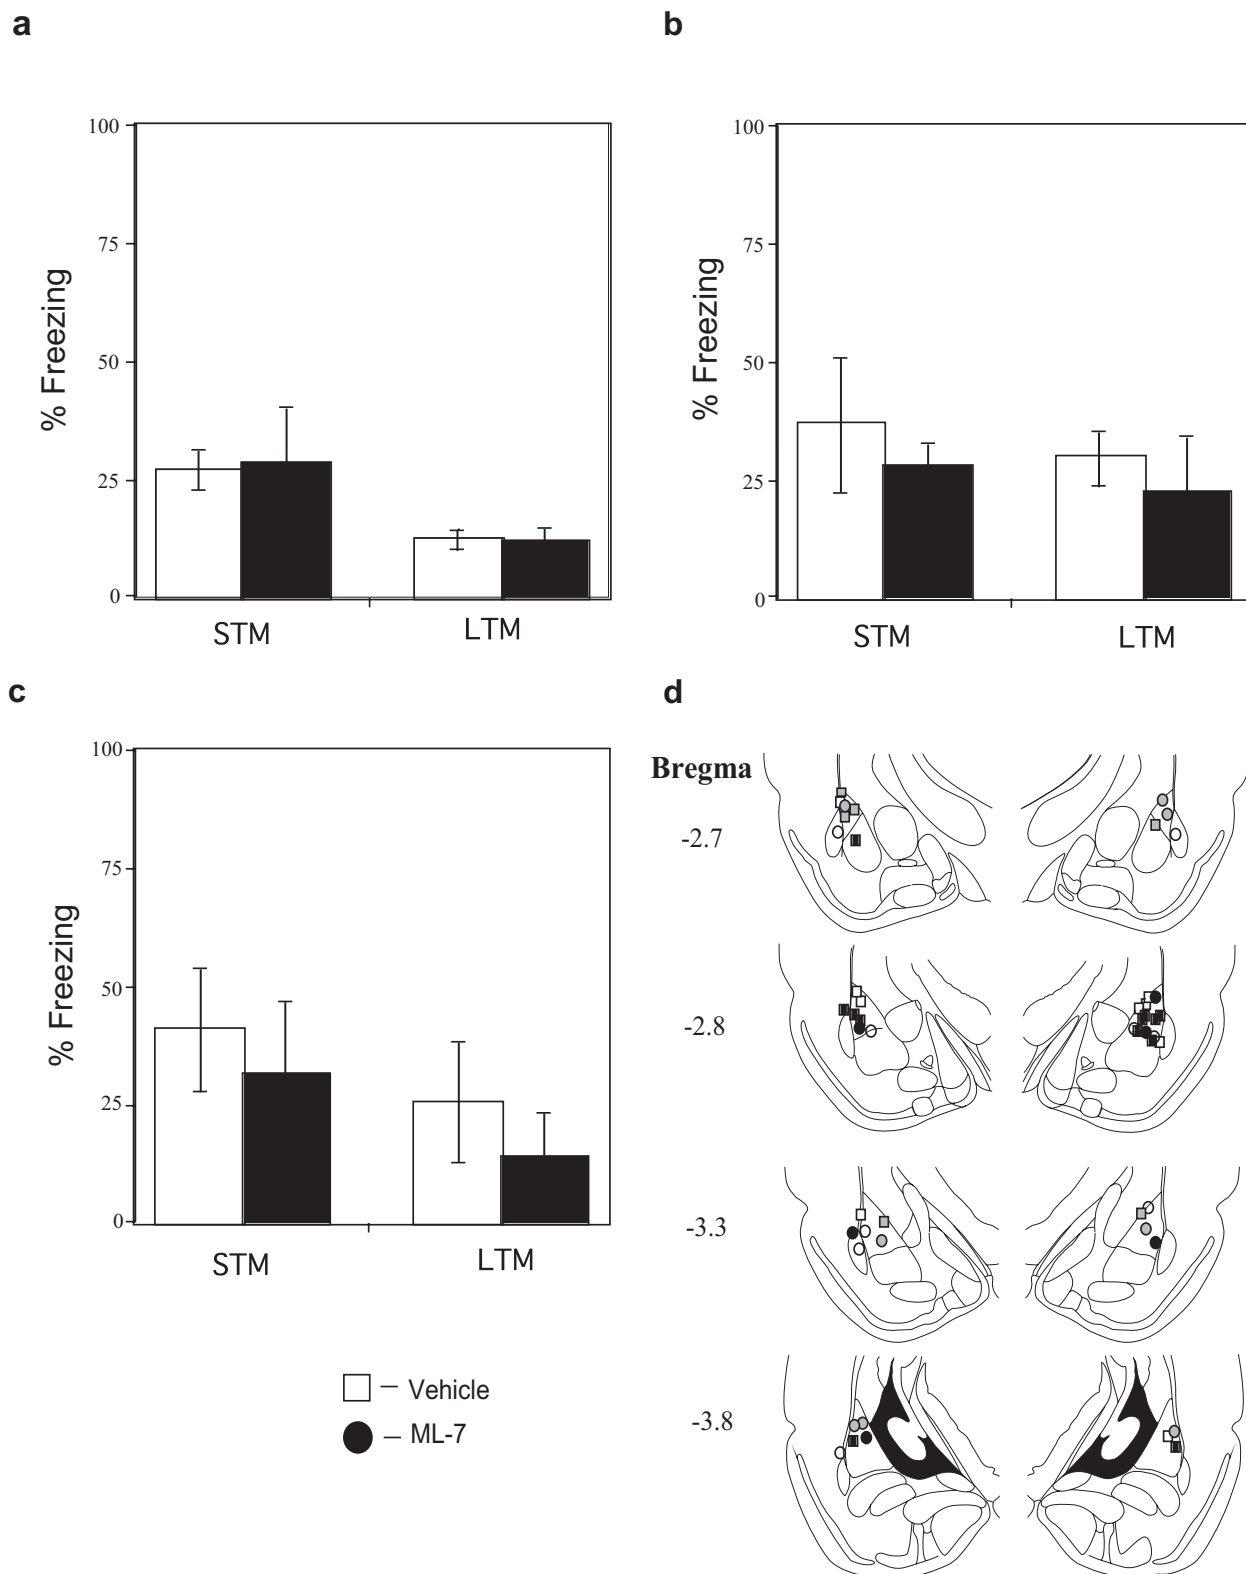 a
100
75
50
25
0
% Freezing
STM
LTM
b
100
75
50
25
0
% Freezing
STM
LTM
c
100
75
50
25
0
% Freezing
STM
LTM
– Vehicle
– ML-7
d
Bregma
-2.7
-2.8
-3.3
-3.8